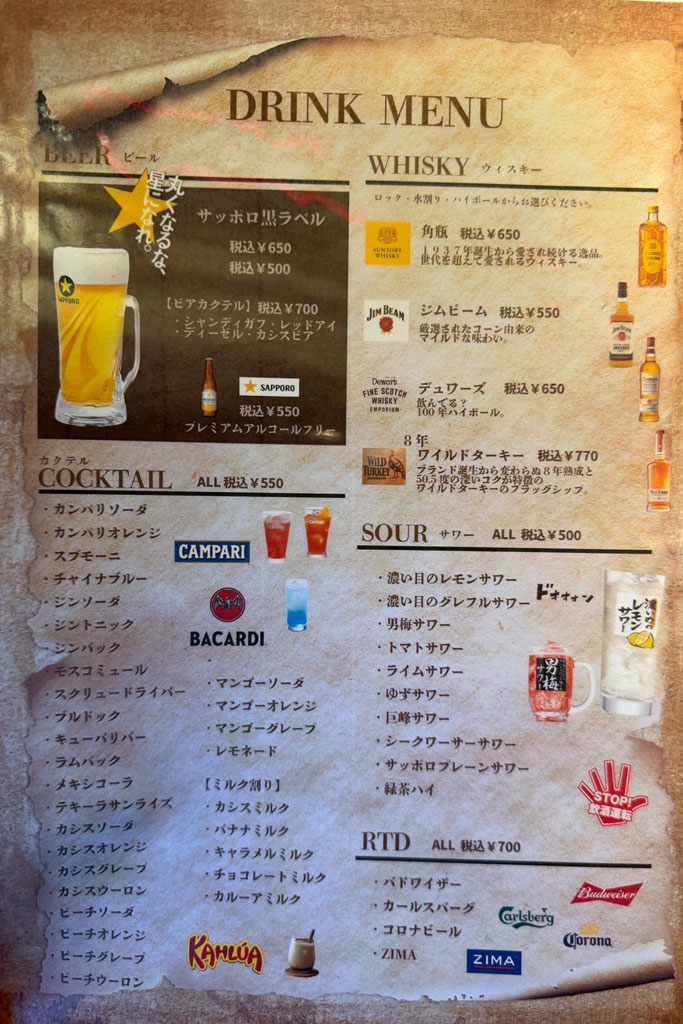 DRINK MENU
BEER ビール
丸くなるな、
星になれ。
サッポロ黒ラベル
税込¥650
税込¥500
SAPPORO
【ビアカクテル】税込¥700
・シャンディガフ・レッドアイ
ディーゼル・カシスビア
SAPPORO
税込¥550
プレミアムアルコールフリー
カクテル
COCKTAIL ALL 税込¥550
・カンパリソーダ
・カンパリオレンジ
・スプモーニ
・チャイナブルー
・ジンソーダ
・ジントニック
・ジンバック
・モスコミュール
・スクリュードライバー
・ブルドック
・キューバリバー
・ラムバック
・メキシコーラ
・テキーラサンライズ
・カシスソーダ
・カシスオレンジ
・カシスグレープ
・カシスウーロン
・ピーチソーダ
・ピーチオレンジ
・ピーチグレープ
・ピーチウーロン
CAMPARI
BACARDI
・
・マンゴーソーダ
・マンゴーオレンジ
・マンゴーグレープ
・レモネード
【ミルク割り】
・カシスミルク
・バナナミルク
・キャラメルミルク
・チョコレートミルク
・カルーアミルク
KAHLÚA
WHISKY ウィスキー
ロック・水割り・ハイボールからお選びください。
SUNTORY
WHISKY
角瓶 税込¥650
1937年誕生から愛され続ける逸品。
世代を超えて愛されるウィスキー。
JIM BEAM
ジムビーム 税込¥550
厳選されたコーン由来の
マイルドな味わい。
Dewar's
FINE SCOTCH
WHISKY
EMPORIUM
デュワーズ 税込¥650
飲んでる?
100年ハイボール。
8年
WILD
TURKEY
BOURBON
ワイルドターキー 税込¥770
ブランド誕生から変わらぬ8年熟成と
50.5度の深いコクが特徴の
ワイルドターキーのフラッグシップ。
SOUR サワー ALL 税込¥500
・濃い目のレモンサワー
・濃い目のグレフルサワー
・男梅サワー
・トマトサワー
・ライムサワー
・ゆずサワー
・巨峰サワー
・シークワーサーサワー
・サッポロプレーンサワー
・緑茶ハイ
ドォォォン
濃いめの
レモン
サワー
男梅
サワー
STOP!
飲酒運転
RTD ALL 税込¥700
・バドワイザー
・カールスバーグ
・コロナビール
・ZIMA
Budweiser
Carlsberg
Corona
ZIMA